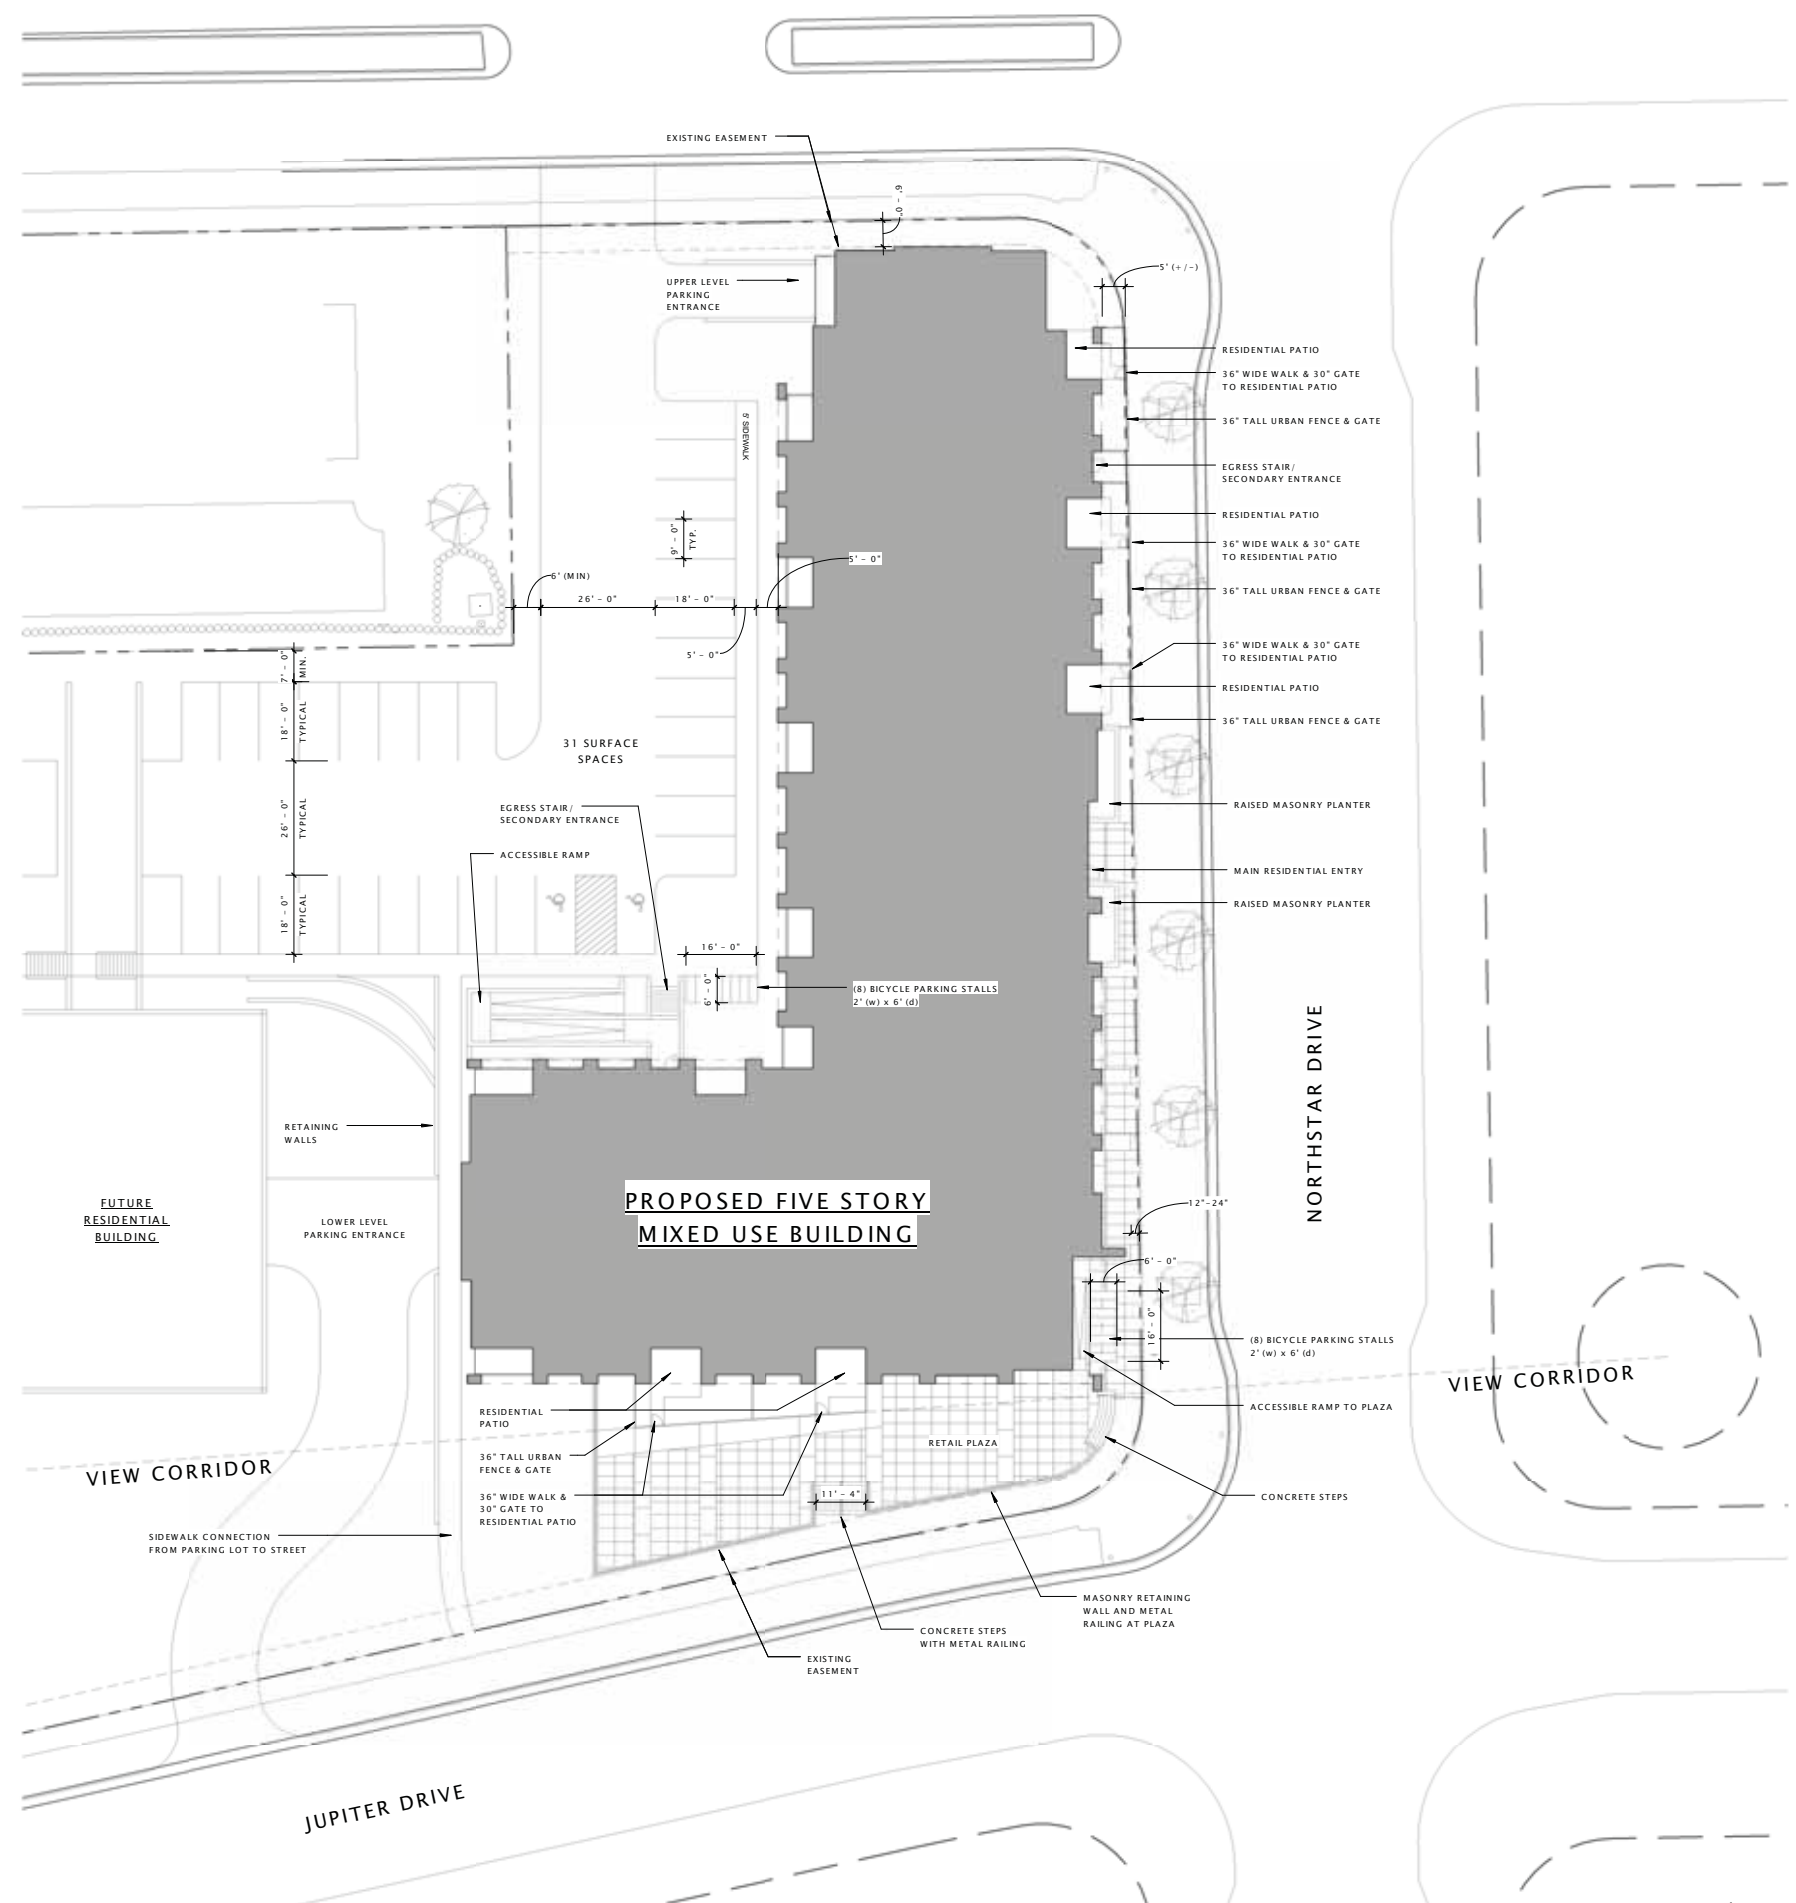 EXISTING EASEMENT
6' - 0"
5' (+/-)
UPPER LEVEL
PARKING
ENTRANCE
RESIDENTIAL PATIO
36" WIDE WALK & 30" GATE
TO RESIDENTIAL PATIO
36" TALL URBAN FENCE & GATE
6' SIDEWALK
EGRESS STAIR/
SECONDARY ENTRANCE
RESIDENTIAL PATIO
9' - 0"
TYP.
36" WIDE WALK & 30" GATE
TO RESIDENTIAL PATIO
5' - 0"
6' (MIN)
26' - 0"
18' - 0"
36" TALL URBAN FENCE & GATE
5' - 0"
36" WIDE WALK & 30" GATE
TO RESIDENTIAL PATIO
7' - 0"
MIN.
RESIDENTIAL PATIO
18' - 0"
TYPICAL
36" TALL URBAN FENCE & GATE
31 SURFACE
SPACES
26' - 0"
TYPICAL
EGRESS STAIR/
SECONDARY ENTRANCE
RAISED MASONRY PLANTER
ACCESSIBLE RAMP
MAIN RESIDENTIAL ENTRY
18' - 0"
TYPICAL
RAISED MASONRY PLANTER
16' - 0"
6' - 0"
(8) BICYCLE PARKING STALLS
2' (w) x 6' (d)
NORTHSTAR DRIVE
RETAINING
WALLS
FUTURE
RESIDENTIAL
BUILDING
LOWER LEVEL
PARKING ENTRANCE
PROPOSED FIVE STORY
MIXED USE BUILDING
12"-24"
6' - 0"
16' - 0"
(8) BICYCLE PARKING STALLS
2' (w) x 6' (d)
VIEW CORRIDOR
ACCESSIBLE RAMP TO PLAZA
RESIDENTIAL
PATIO
RETAIL PLAZA
36" TALL URBAN
FENCE & GATE
VIEW CORRIDOR
36" WIDE WALK &
30" GATE TO
RESIDENTIAL PATIO
11' - 4"
CONCRETE STEPS
SIDEWALK CONNECTION
FROM PARKING LOT TO STREET
MASONRY RETAINING
WALL AND METAL
RAILING AT PLAZA
CONCRETE STEPS
WITH METAL RAILING
EXISTING
EASEMENT
JUPITER DRIVE